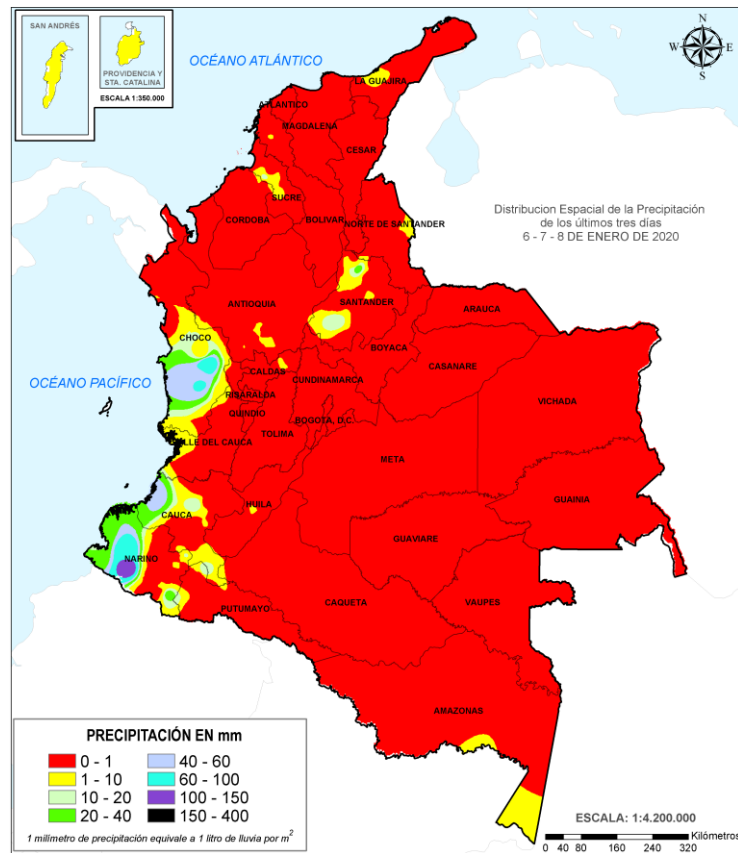 SAN ANDRÉS
PROVIDENCIA Y
STA. CATALINA
ESCALA 1:350.000
OCÉANO ATLÁNTICO
N
W
E
S
LA GUAJIRA
ATLANTICO
MAGDALENA
CESAR
SUCRE
CORDOBA
BOLIVAR
NORTE DE SANTANDER
Distribucion Espacial de la Precipitación
de los últimos tres días
6 - 7 - 8 DE ENERO DE 2020
ANTIOQUIA
SANTANDER
ARAUCA
CHOCO
BOYACA
CASANARE
OCÉANO PACÍFICO
CALDAS
CUNDINAMARCA
RISARALDA
VICHADA
QUINDIO
BOGOTA, D.C.
TOLIMA
VALLE DEL CAUCA
META
GUAINIA
CAUCA
HUILA
GUAVIARE
NARIÑO
CAQUETA
VAUPES
PUTUMAYO
AMAZONAS
PRECIPITACIÓN EN mm
0 - 1
40 - 60
1 - 10
60 - 100
10 - 20
100 - 150
20 - 40
150 - 400
1 milímetro de precipitación equivale a 1 litro de lluvia por m²
ESCALA: 1:4.200.000
Kilómetros
0 40 80 160 240 320